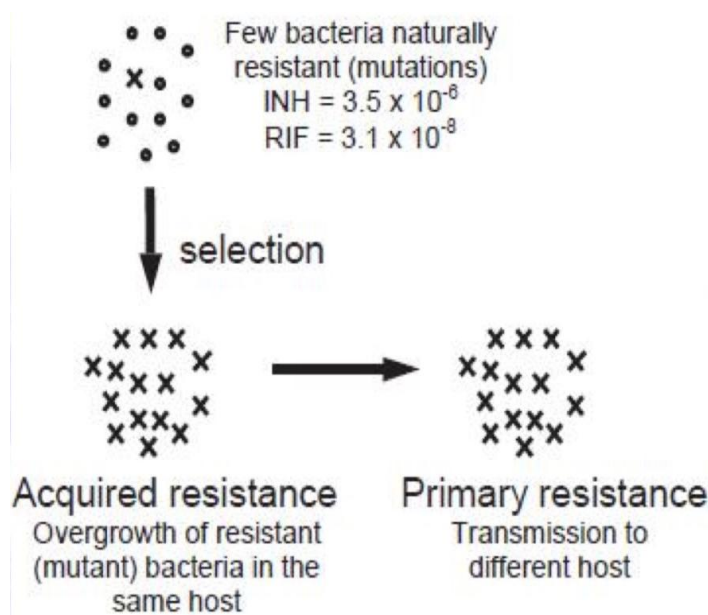 Few bacteria naturally
resistant (mutations)
INH = 3.5 x 10⁻⁶
RIF = 3.1 x 10⁻⁸
selection
Acquired resistance
Overgrowth of resistant
(mutant) bacteria in the
same host
Primary resistance
Transmission to
different host